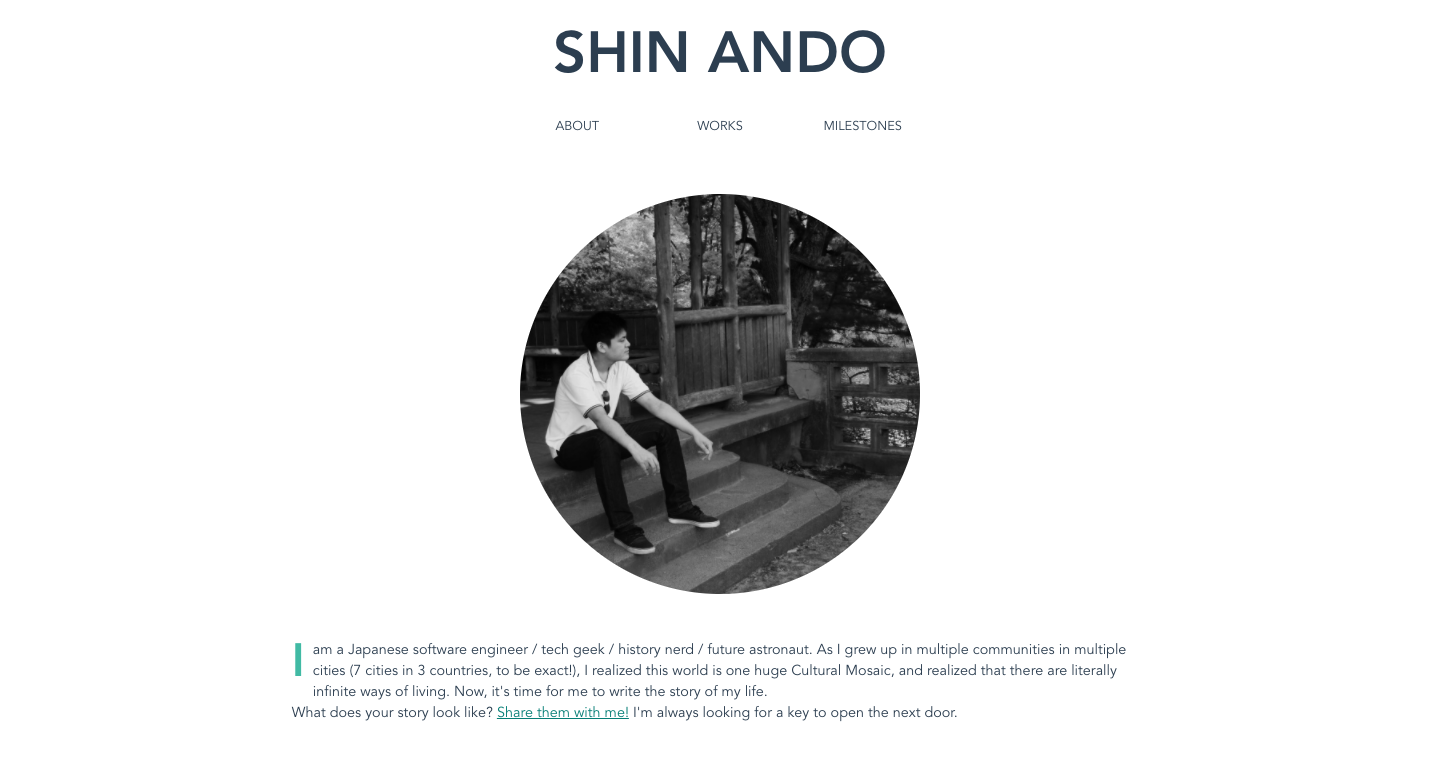 SHIN ANDO
ABOUT WORKS MILESTONES
I am a Japanese software engineer / tech geek / history nerd / future astronaut. As I grew up in multiple communities in multiple
cities (7 cities in 3 countries, to be exact!), I realized this world is one huge Cultural Mosaic, and realized that there are literally
infinite ways of living. Now, it's time for me to write the story of my life.
What does your story look like? Share them with me! I'm always looking for a key to open the next door.